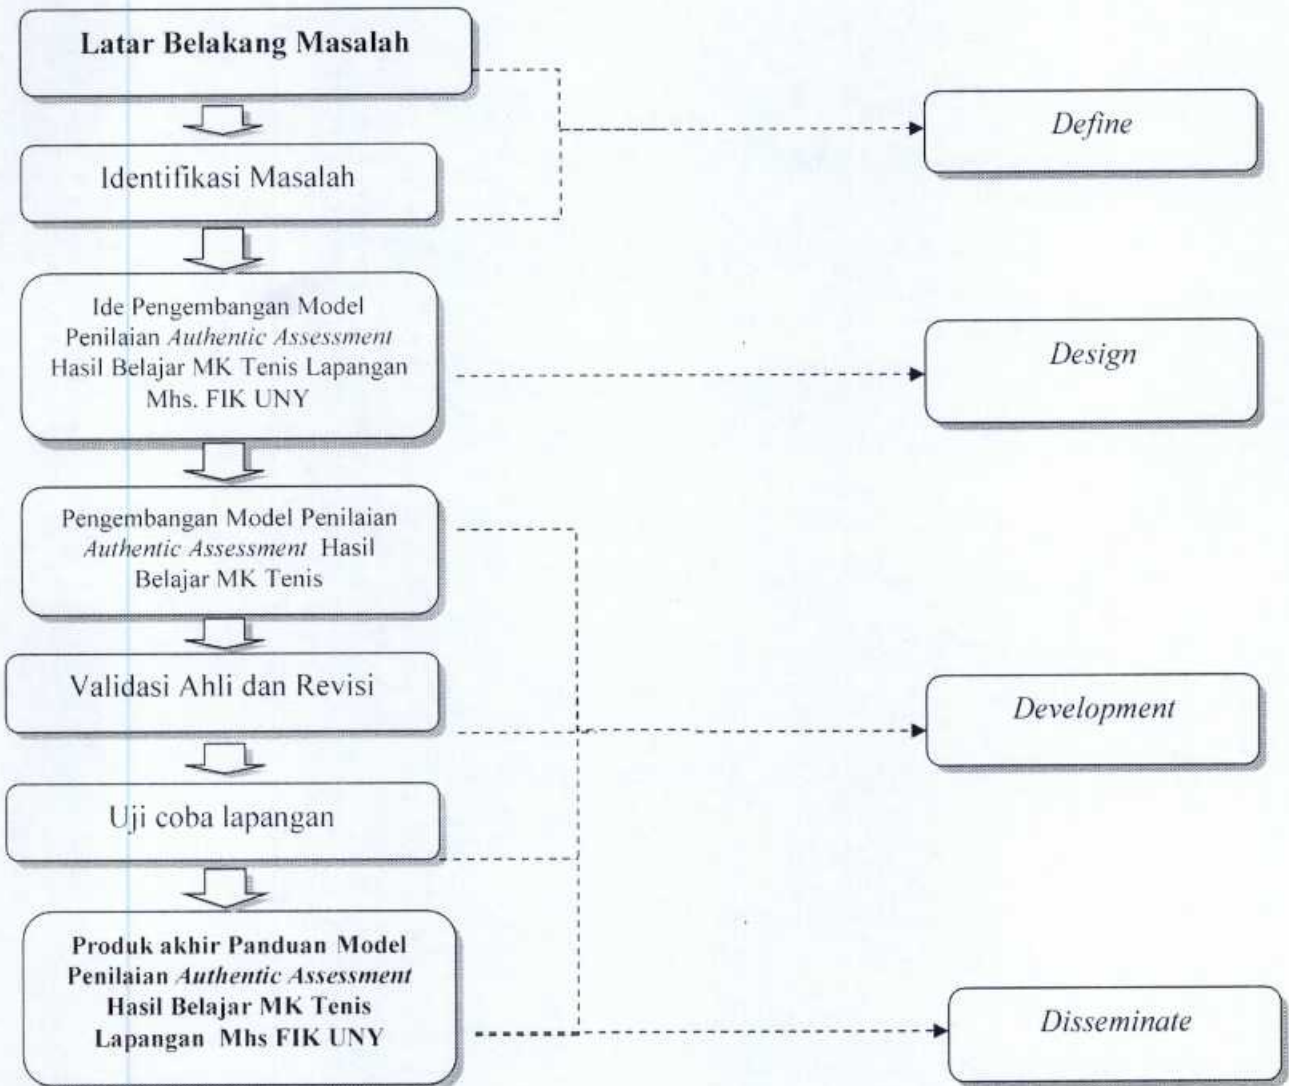 Latar Belakang Masalah
Define
Identifikasi Masalah
Ide Pengembangan Model
Penilaian Authentic Assessment
Hasil Belajar MK Tenis Lapangan
Mhs. FIK UNY
Design
Pengembangan Model Penilaian
Authentic Assessment Hasil
Belajar MK Tenis
Validasi Ahli dan Revisi
Development
Uji coba lapangan
Produk akhir Panduan Model
Penilaian Authentic Assessment
Hasil Belajar MK Tenis
Lapangan Mhs FIK UNY
Disseminate